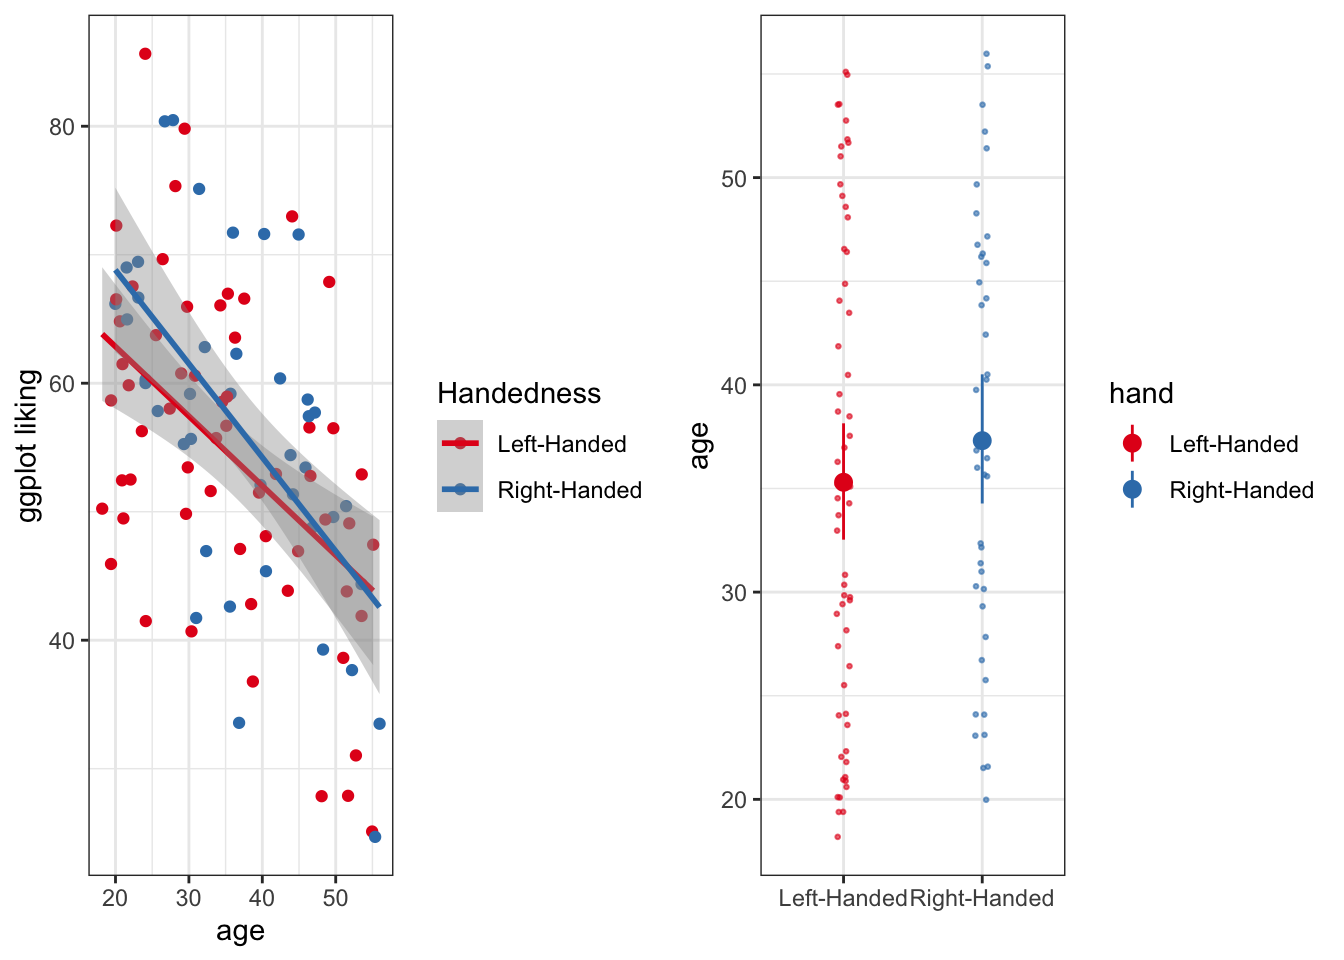 80
60
40
ggplot liking
20 30 40 50
age
Handedness
Left-Handed
Right-Handed
50
40
30
20
age
Left-Handed Right-Handed
hand
Left-Handed
Right-Handed